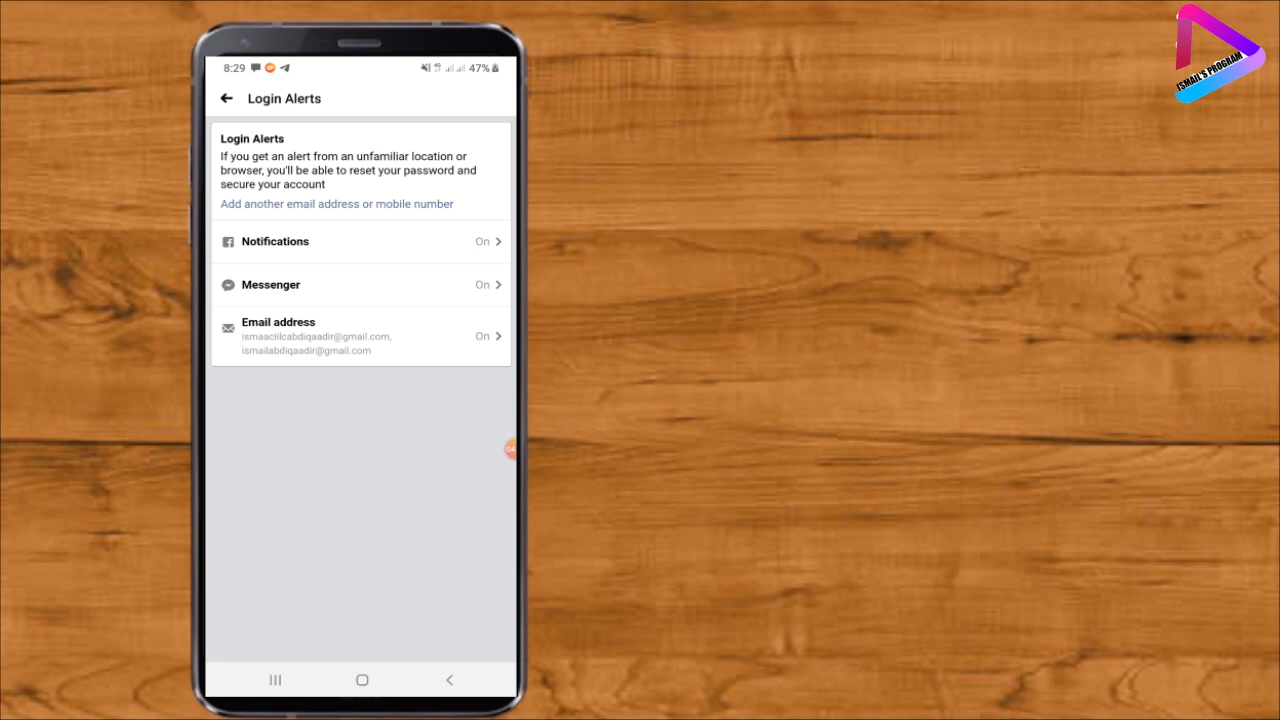 8:29
47%
Login Alerts
Login Alerts
If you get an alert from an unfamiliar location or
browser, you'll be able to reset your password and
secure your account
Add another email address or mobile number
Notifications
On
Messenger
On
Email address
ismaaciilcabdiqaadir@gmail.com,
ismailabdiqaadir@gmail.com
On
04
ISMAIL'S PROGRAM